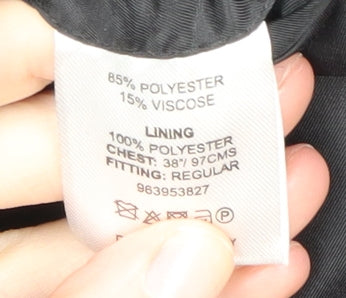 85% POLYESTER
15% VISCOSE
LINING
100% POLYESTER
CHEST: 38"/97CMS
FITTING: REGULAR
963953827
P